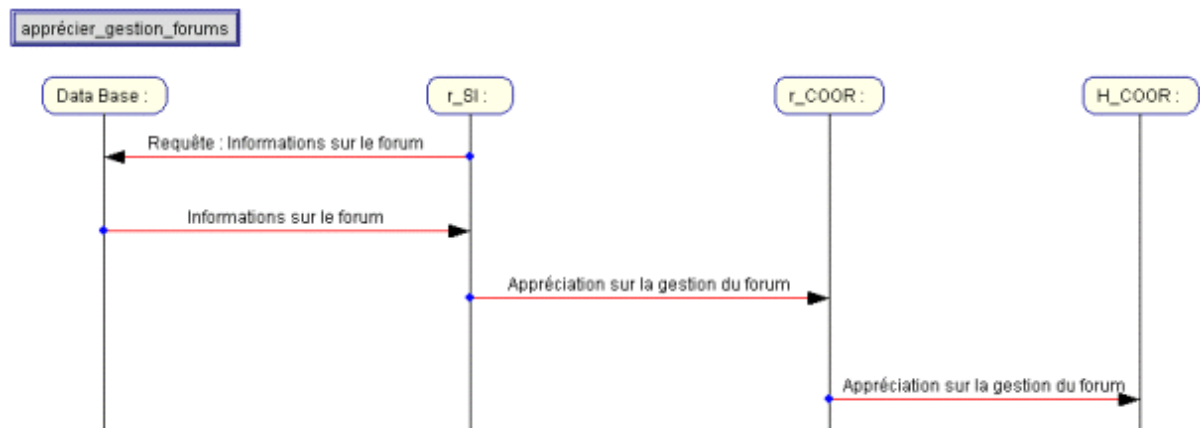 apprécier_gestion_forums
Data Base :
r_SI :
r_COOR :
H_COOR :
Requête : Informations sur le forum
Informations sur le forum
Appréciation sur la gestion du forum
Appréciation sur la gestion du forum